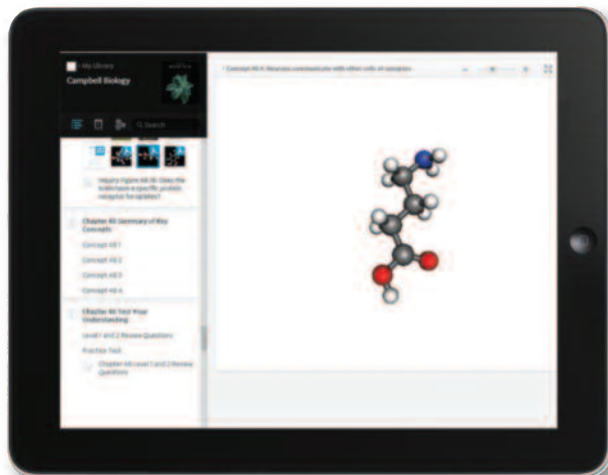 My Library
Campbell Biology
Search
Concept 48.4: Neurons communicate with other cells at synapses
Inquiry Figure 48.18: Does the
brain have a specific protein
receptor for opiates?
Chapter 48 Summary of Key
Concepts
Concept 48.1
Concept 48.2
Concept 48.3
Concept 48.4
Chapter 48 Test Your
Understanding
Level 1 and 2 Review Questions
Practice Test
Chapter 48 Level 1 and 2 Review
Questions